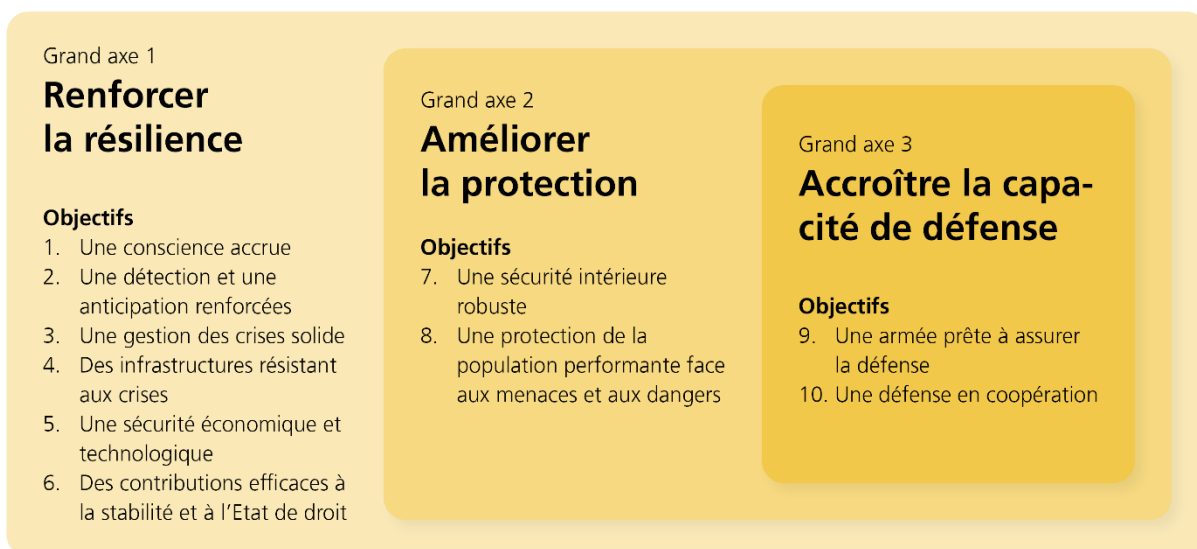 Grand axe 1
Renforcer
la résilience
Objectifs
1. Une conscience accrue
2. Une détection et une
anticipation renforcées
3. Une gestion des crises solide
4. Des infrastructures résistant
aux crises
5. Une sécurité économique et
technologique
6. Des contributions efficaces à
la stabilité et à l'Etat de droit
Grand axe 2
Améliorer
la protection
Objectifs
7. Une sécurité intérieure
robuste
8. Une protection de la
population performante face
aux menaces et aux dangers
Grand axe 3
Accroître la capa-
cité de défense
Objectifs
9. Une armée prête à assurer
la défense
10. Une défense en coopération